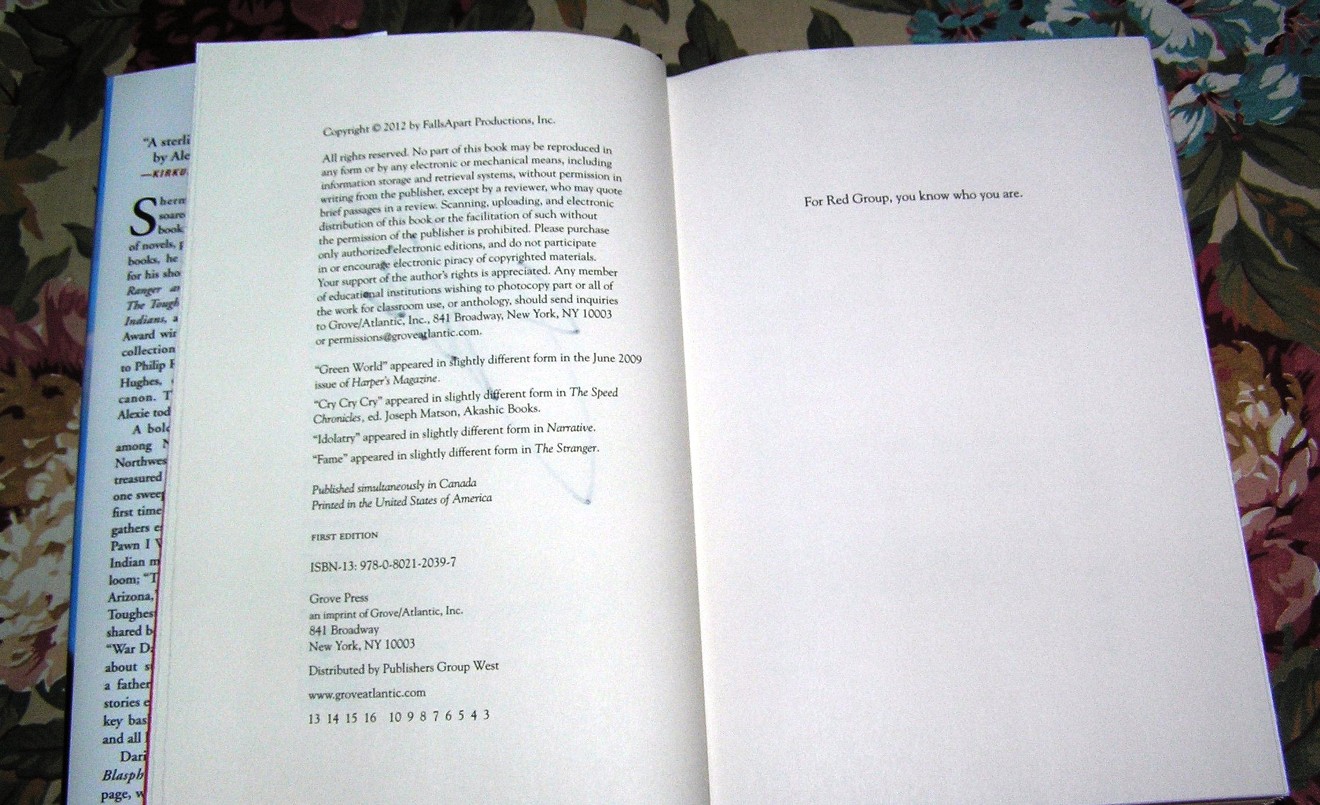 "A sterli
by Ale
—KIRKU
Sherm
soare
book
of novels, p
books, he
for his sho
Ranger an
The Tough
Indians, a
Award win
collection
to Philip R
Hughes,
canon. T
Alexie tod
A bold
among N
Northwes
treasured
one sweep
first time
gathers e
Pawn I
Indian m
loom; "T
Arizona,"
Toughes
shared b
"War Da
about s
a father
stories e
key bas
and all
Dari
Blasph
page, w
Copyright © 2012 by FallsApart Productions, Inc.
All rights reserved. No part of this book may be reproduced in
any form or by any electronic or mechanical means, including
information storage and retrieval systems, without permission in
writing from the publisher, except by a reviewer, who may quote
brief passages in a review. Scanning, uploading, and electronic
distribution of this book or the facilitation of such without
the permission of the publisher is prohibited. Please purchase
only authorized electronic editions, and do not participate
in or encourage electronic piracy of copyrighted materials.
Your support of the author's rights is appreciated. Any member
of educational institutions wishing to photocopy part or all of
the work for classroom use, or anthology, should send inquiries
to Grove/Atlantic, Inc., 841 Broadway, New York, NY 10003
or permissions@groveatlantic.com.
"Green World" appeared in slightly different form in the June 2009
issue of Harper's Magazine.
"Cry Cry Cry" appeared in slightly different form in The Speed
Chronicles, ed. Joseph Matson, Akashic Books.
"Idolatry" appeared in slightly different form in Narrative.
"Fame" appeared in slightly different form in The Stranger.
Published simultaneously in Canada
Printed in the United States of America
FIRST EDITION
ISBN-13: 978-0-8021-2039-7
Grove Press
an imprint of Grove/Atlantic, Inc.
841 Broadway
New York, NY 10003
Distributed by Publishers Group West
www.groveatlantic.com
13 14 15 16 10 9 8 7 6 5 4 3
For Red Group, you know who you are.